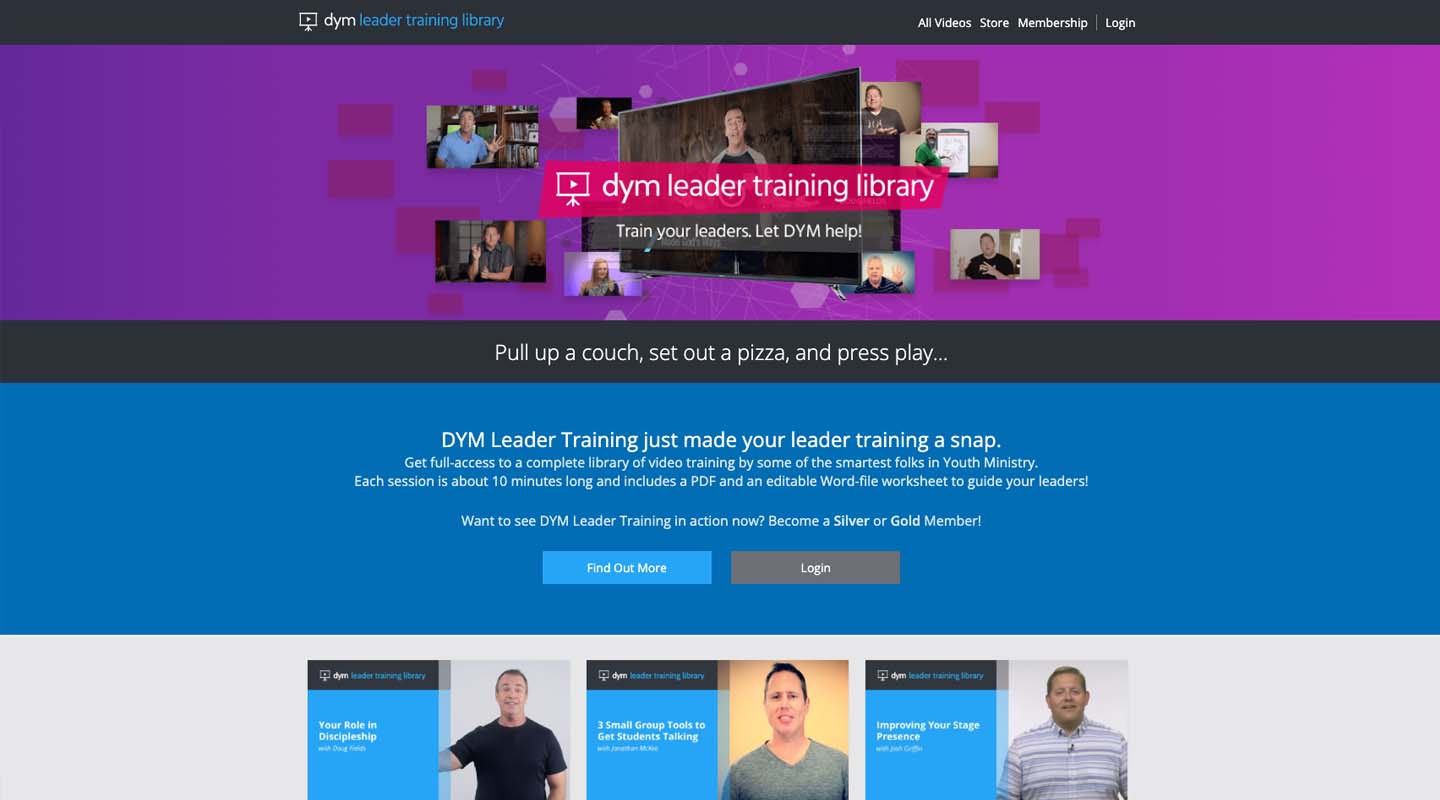 dym leader training library
All Videos Store Membership Login
dym leader training library
Train your leaders. Let DYM help!
Pull up a couch, set out a pizza, and press play...
DYM Leader Training just made your leader training a snap.
Get full-access to a complete library of video training by some of the smartest folks in Youth Ministry.
Each session is about 10 minutes long and includes a PDF and an editable Word-file worksheet to guide your leaders!
Want to see DYM Leader Training in action now? Become a Silver or Gold Member!
Find Out More
Login
dym leader training library
Your Role in
Discipleship
with Doug Fields
dym leader training library
3 Small Group Tools to
Get Students Talking
with Jonathan McKee
dym leader training library
Improving Your Stage
Presence
with Josh Griffin